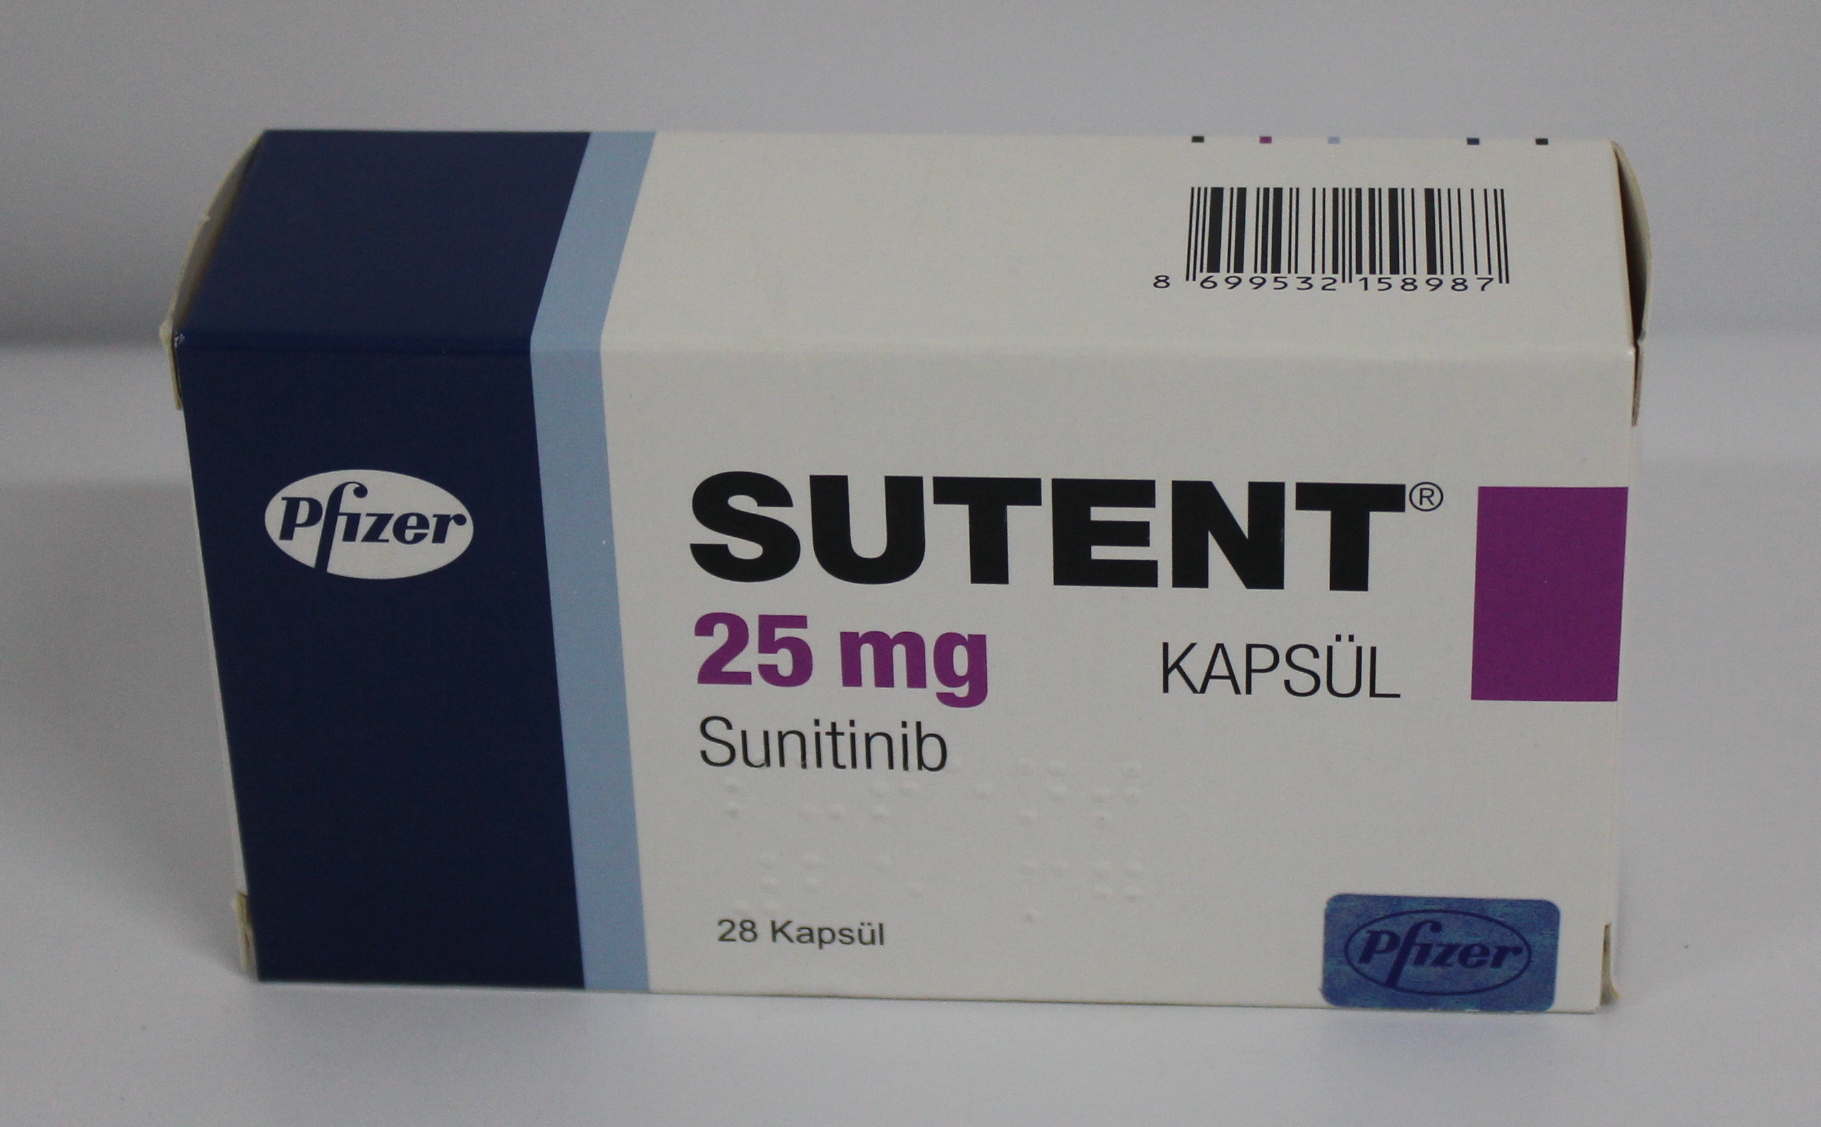 8 699532 158987
Pfizer
SUTENT®
25 mg KAPSÜL
Sunitinib
28 Kapsül
Pfizer